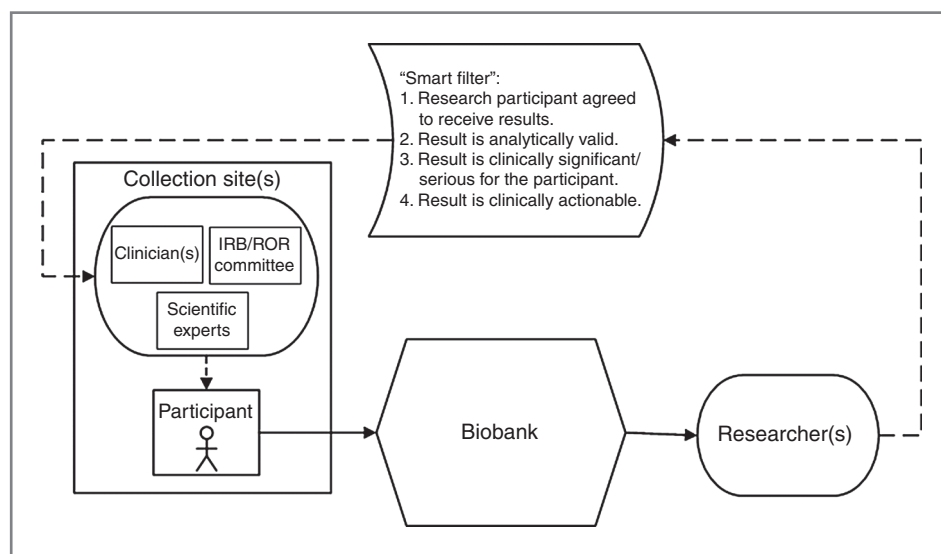 “Smart filter”:
1. Research participant agreed
to receive results.
2. Result is analytically valid.
3. Result is clinically significant/
serious for the participant.
4. Result is clinically actionable.
Collection site(s)
Clinician(s)
IRB/ROR
committee
Scientific
experts
Participant
Biobank
Researcher(s)